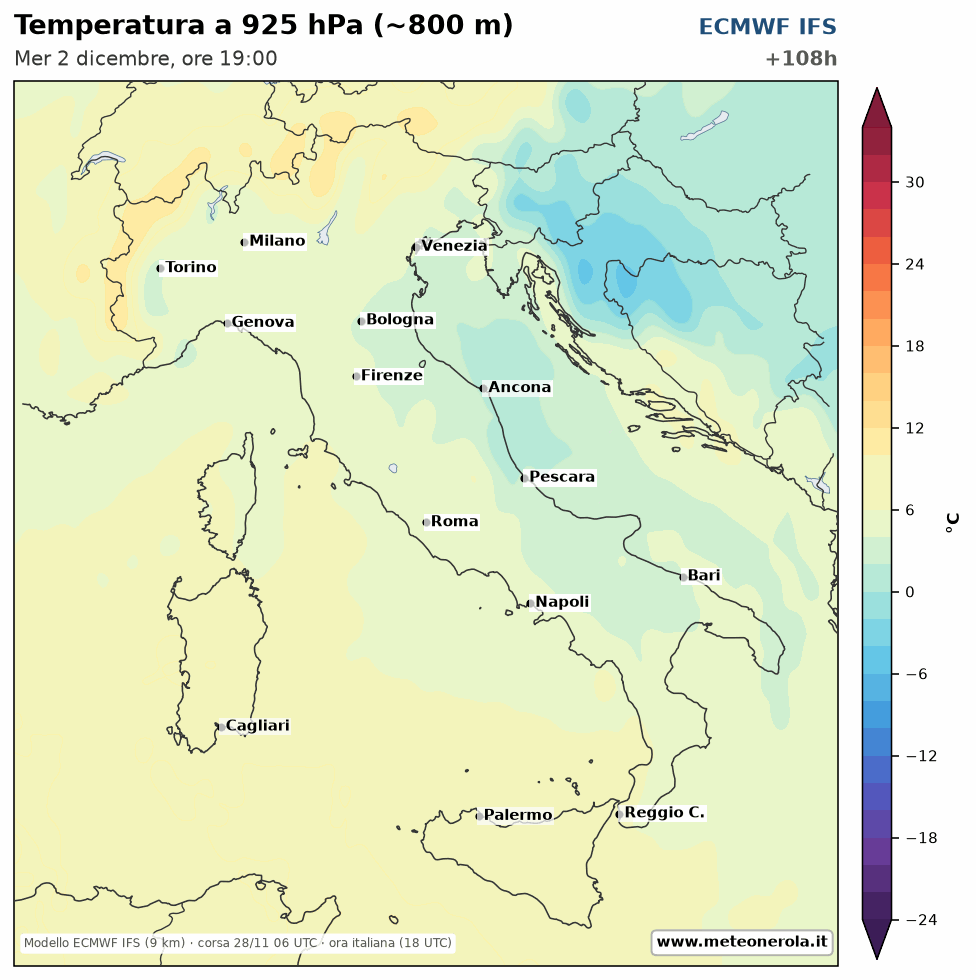 Temperatura a 925 hPa (~800 m)
ECMWF IFS
Mer 2 dicembre, ore 19:00
+108h
Milano
Venezia
Torino
Genova
Bologna
Firenze
Ancona
Pescara
Roma
Bari
Napoli
Cagliari
Palermo
Reggio C.
30
24
18
12
6
0
−6
−12
−18
−24
°C
Modello ECMWF IFS (9 km) · corsa 28/11 06 UTC · ora italiana (18 UTC)
www.meteonerola.it